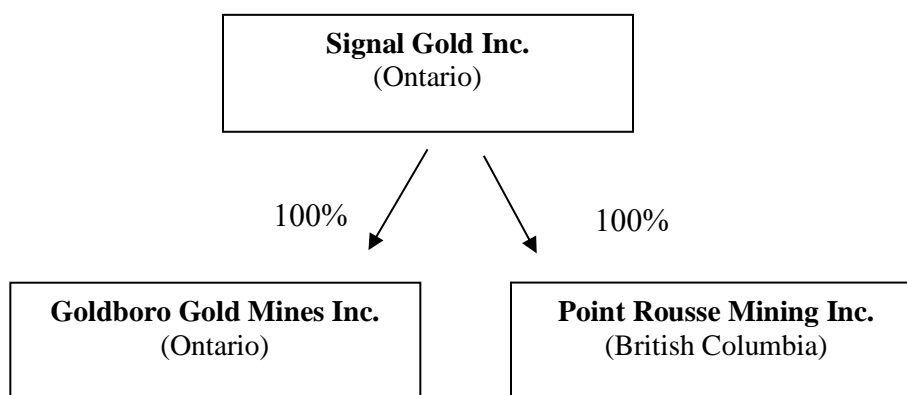 Signal Gold Inc.
(Ontario)
100%
100%
Goldboro Gold Mines Inc.
(Ontario)
Point Rousse Mining Inc.
(British Columbia)